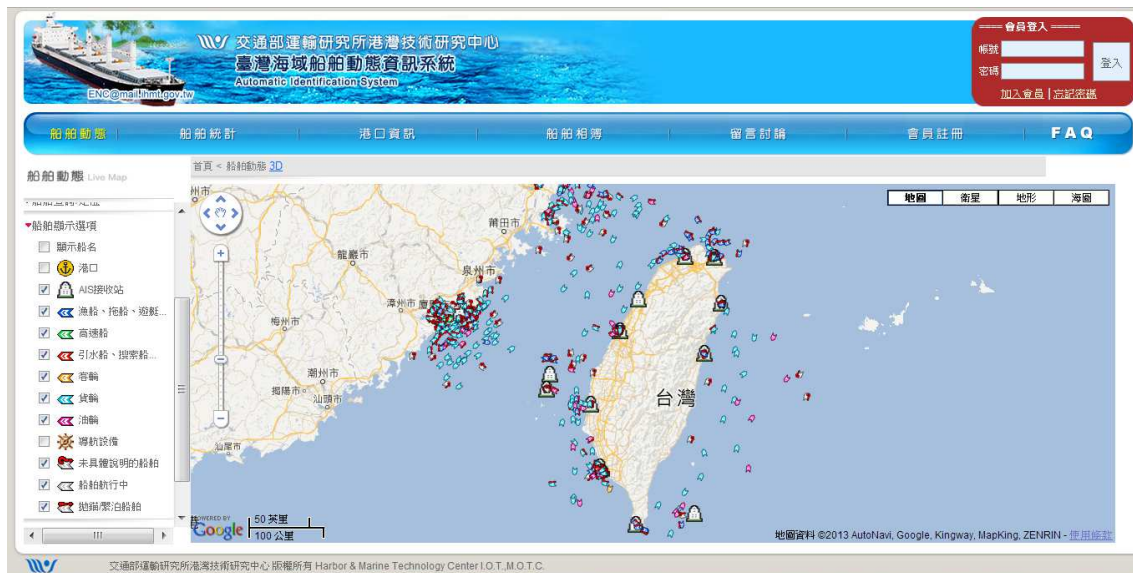 交通部運輸研究所港灣技術研究中心
臺灣海域船舶動態資訊系統
Automatic Identification System
ENC@mail.ihmt.gov.tw
會員登入
帳號
密碼
登入
加入會員 | 忘記密碼
船舶動態 | 船舶統計 | 港口資訊 | 船舶相簿 | 留言討論 | 會員註冊 | FAQ
首頁 < 船舶動態 3D
船舶動態 Live Map
船舶顯示選項
顯示船名
港口
AIS接收站
漁船、拖船、遊艇...
高速船
引水船、搜索船...
客輪
貨輪
油輪
導航設備
未具體說明的船舶
船舶航行中
拋錨/繫泊船舶
地圖 衛星 地形 海圖
州市
莆田市
龍巖市
泉州市
漳州市
梅州市
潮州市
揭陽市
汕頭市
汕尾市
台灣
POWERED BY
Google
50 英里
100 公里
地圖資料 ©2013 AutoNavi, Google, Kingway, MapKing, ZENRIN - 使用條款
交通部運輸研究所港灣技術研究中心 版權所有 Harbor & Marine Technology Center I.O.T.,M.O.T.C.